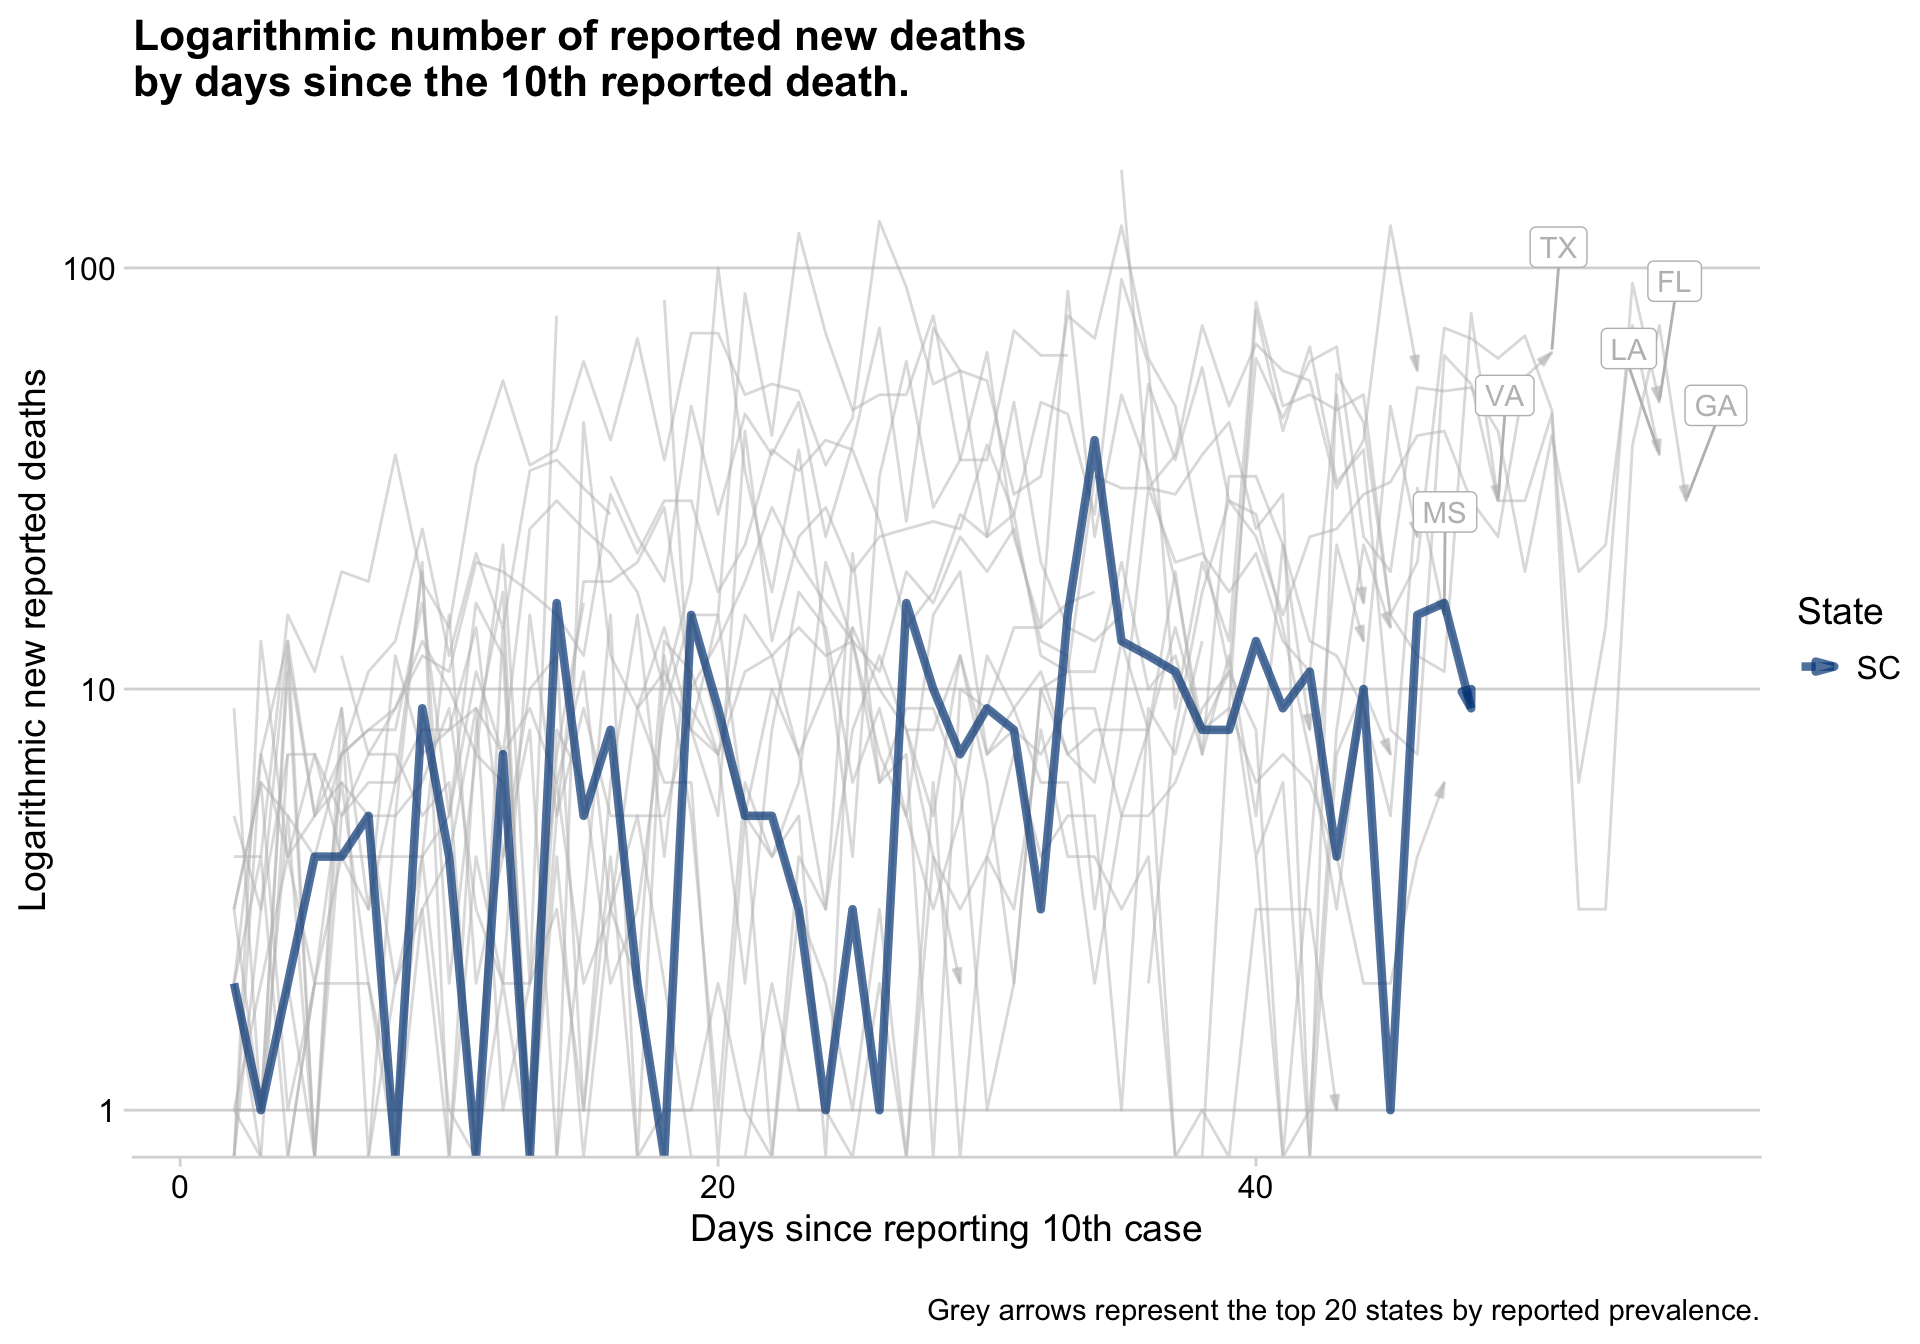 Logarithmic number of reported new deaths
by days since the 10th reported death.
Logarithmic new reported deaths
100
10
1
TX
FL
LA
VA
GA
MS
State
SC
0
20
40
Days since reporting 10th case
Grey arrows represent the top 20 states by reported prevalence.